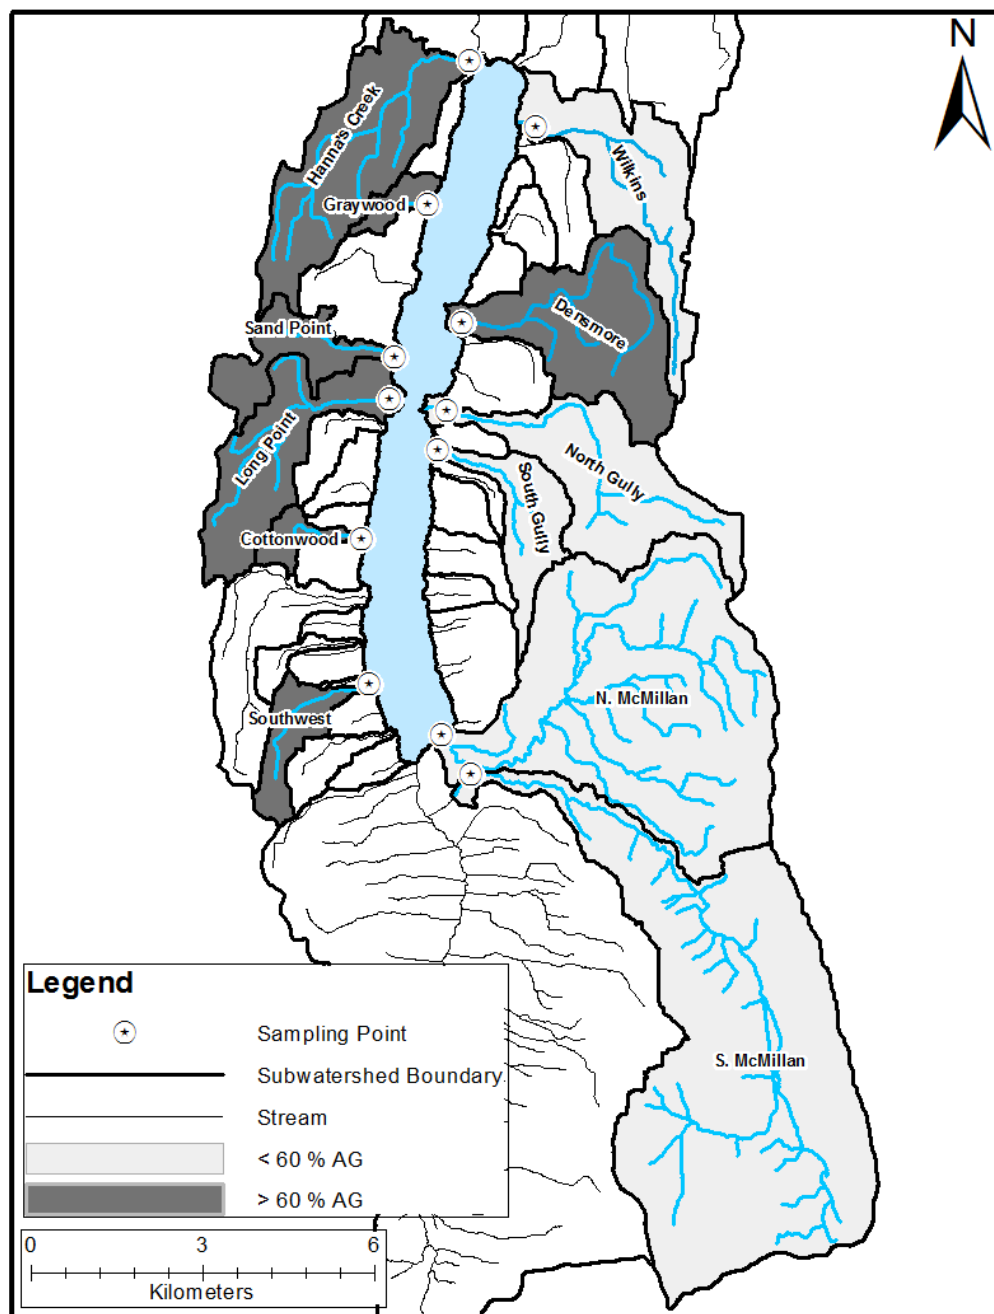 N
Hanna's Creek
Wilkins
Graywood
Densmore
Sand Point
Long Point
North Gully
South Gully
Cottonwood
N. McMillan
Southwest
S. McMillan
Legend
Sampling Point
Subwatershed Boundary
Stream
< 60 % AG
> 60 % AG
0 3 6
Kilometers